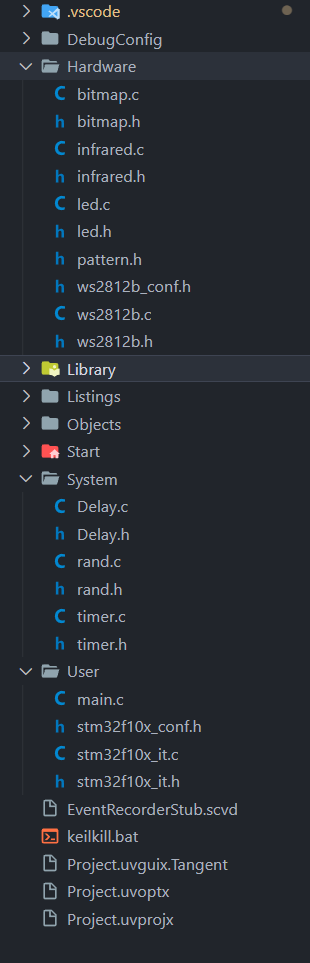 .vscode
DebugConfig
Hardware
C bitmap.c
h bitmap.h
C infrared.c
h infrared.h
C led.c
h led.h
h pattern.h
h ws2812b_conf.h
C ws2812b.c
h ws2812b.h
Library
Listings
Objects
Start
System
C Delay.c
h Delay.h
C rand.c
h rand.h
C timer.c
h timer.h
User
C main.c
h stm32f10x_conf.h
C stm32f10x_it.c
h stm32f10x_it.h
EventRecorderStub.scvd
keilkill.bat
Project.uvguix.Tangent
Project.uvoptx
Project.uvprojx